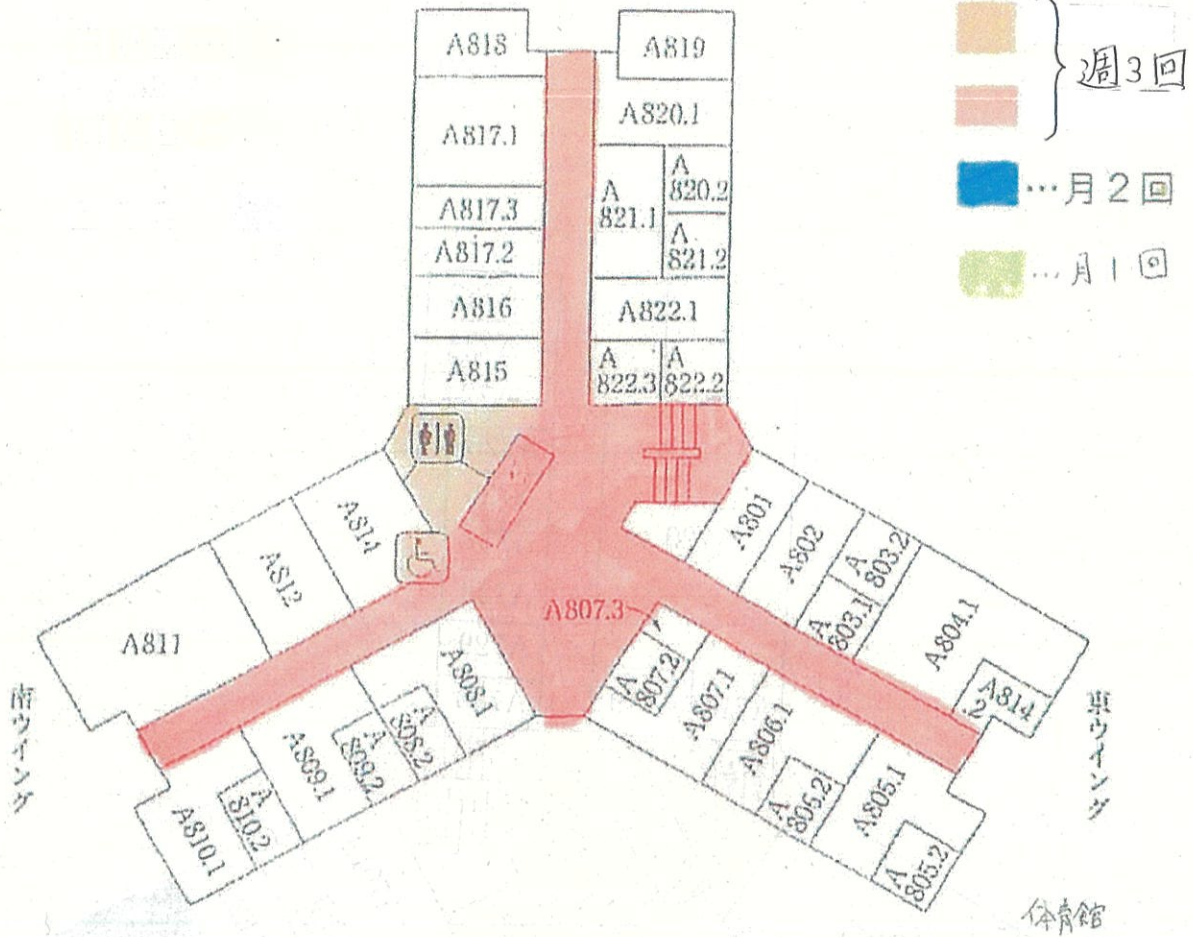 A818
A819
週3回
A820.1
A817.1
A
821.1
A
820.2
…月2回
A817.3
A817.2
A
821.2
…月1回
A816
A822.1
A815
A
822.3
A
822.2
A814
A812
A811
A801
A802
A
803.2
A
803.1
A804.1
A814
.2
A807.3
A
807.2
A807.1
A806.1
A
806.2
A805.1
A
805.2
A808.1
A
808.2
A809.1
A
809.2
A810.1
A
810.2
南ウイング
東ウイング
体育館